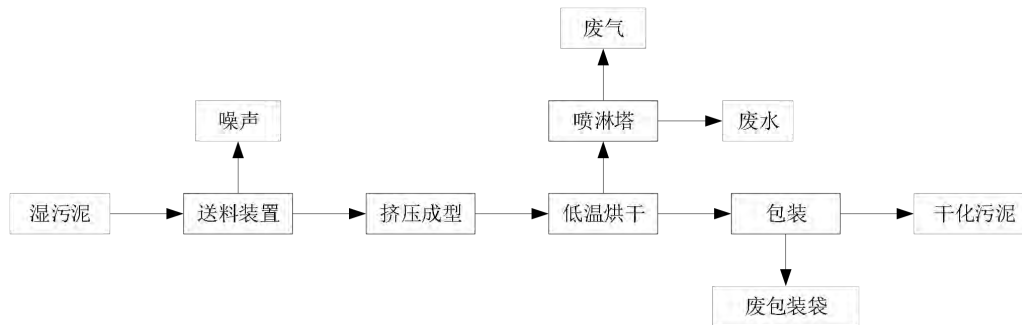 废气
噪声
喷淋塔
废水
湿污泥
送料装置
挤压成型
低温烘干
包装
干化污泥
废包装袋